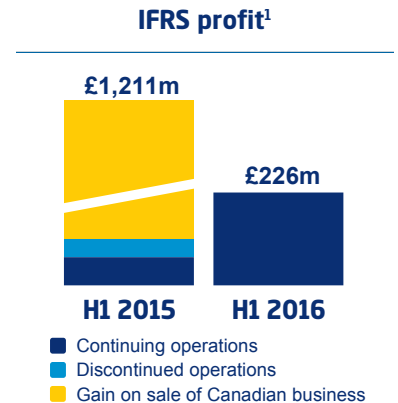 IFRS profit¹
£1,211m
£226m
H1 2015
H1 2016
Continuing operations
Discontinued operations
Gain on sale of Canadian business